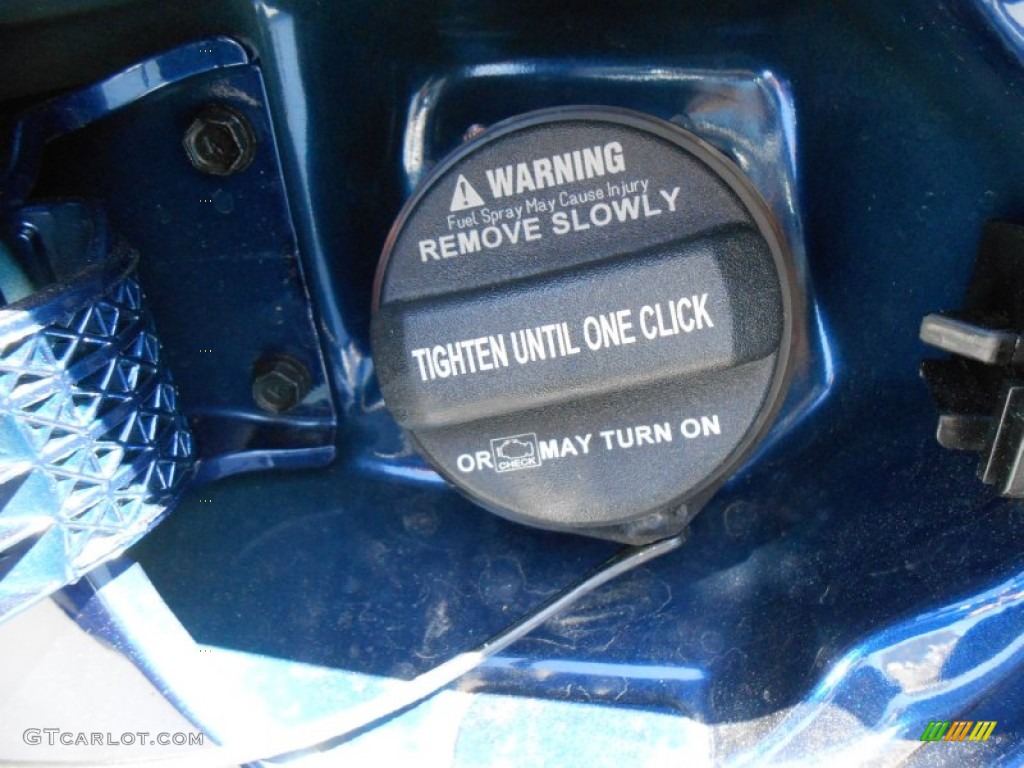 WARNING
Fuel Spray May Cause Injury
REMOVE SLOWLY
TIGHTEN UNTIL ONE CLICK
OR CHECK MAY TURN ON
GTCARLOT.COM